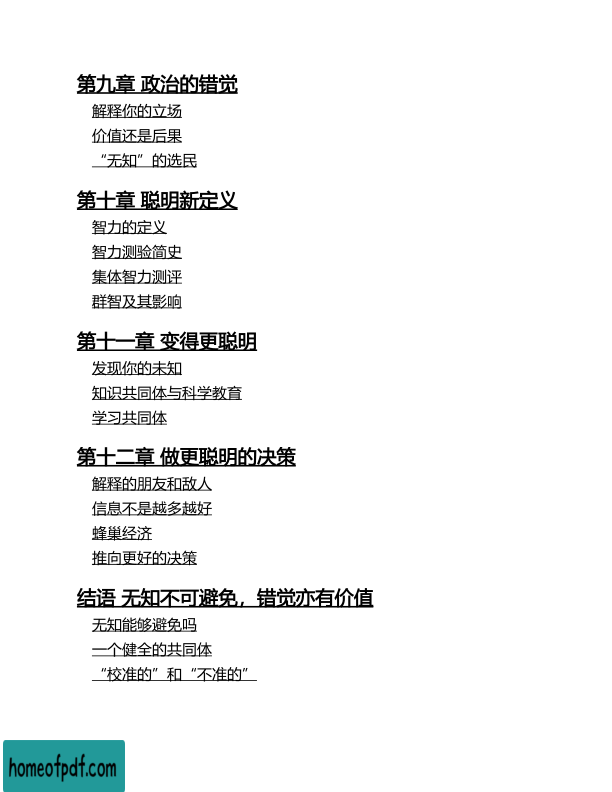 第九章 政治的错觉
解释你的立场
价值还是后果
“无知”的选民
第十章 聪明新定义
智力的定义
智力测验简史
集体智力测评
群智及其影响
第十一章 变得更聪明
发现你的未知
知识共同体与科学教育
学习共同体
第十二章 做更聪明的决策
解释的朋友和敌人
信息不是越多越好
蜂巢经济
推向更好的决策
结语 无知不可避免，错觉亦有价值
无知能够避免吗
一个健全的共同体
“校准的”和“不准的”
homeofpdf.com